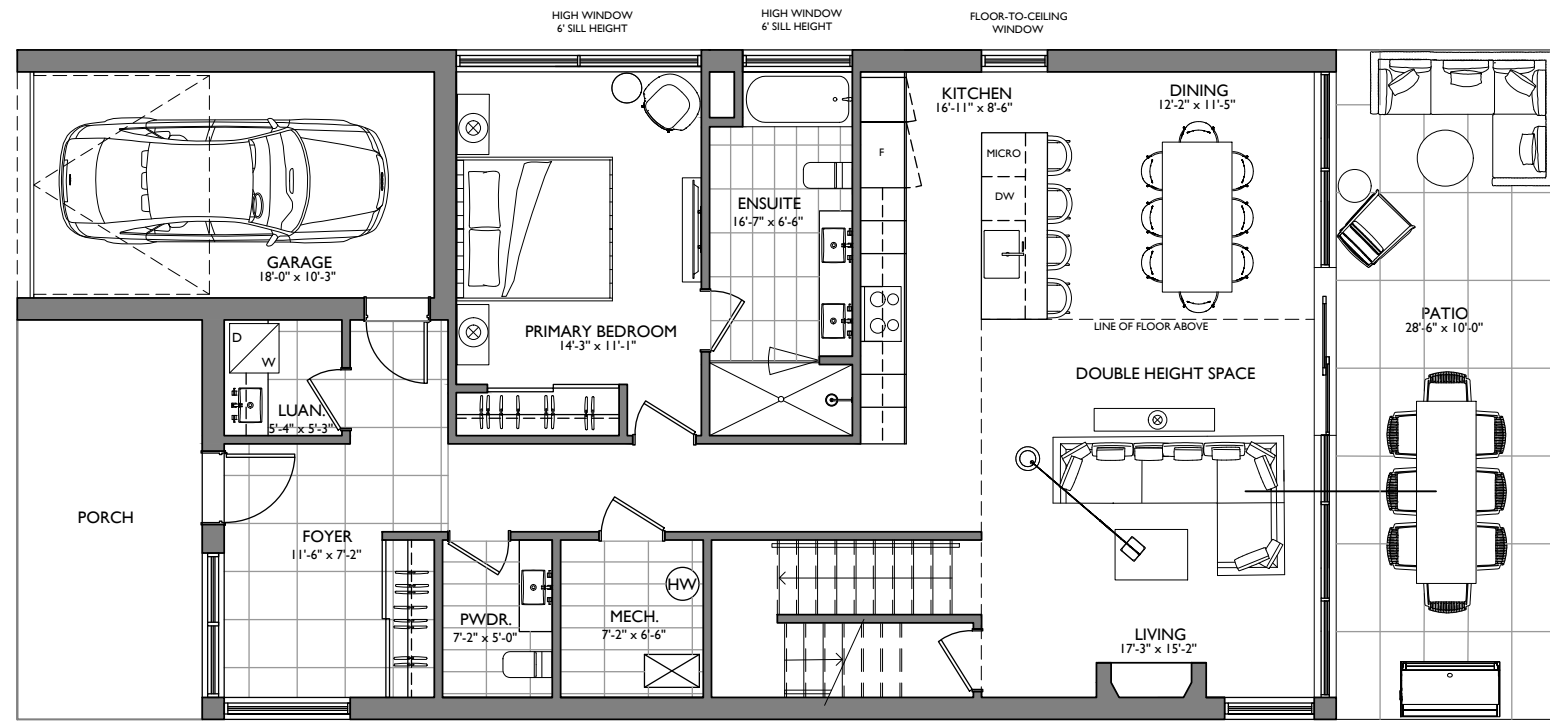 HIGH WINDOW
6' SILL HEIGHT
HIGH WINDOW
6' SILL HEIGHT
FLOOR-TO-CEILING
WINDOW
KITCHEN
16'-11" x 8'-6"
DINING
12'-2" x 11'-5"
MICRO
F
DW
ENSUITE
16'-7" x 6'-6"
GARAGE
18'-0" x 10'-3"
PRIMARY BEDROOM
14'-3" x 11'-1"
PATIO
28'-6" x 10'-0"
LINE OF FLOOR ABOVE
D
W
DOUBLE HEIGHT SPACE
LUAN.
5'-4" x 5'-3"
PORCH
FOYER
11'-6" x 7'-2"
HW
PWDR.
7'-2" x 5'-0"
MECH.
7'-2" x 6'-6"
LIVING
17'-3" x 15'-2"